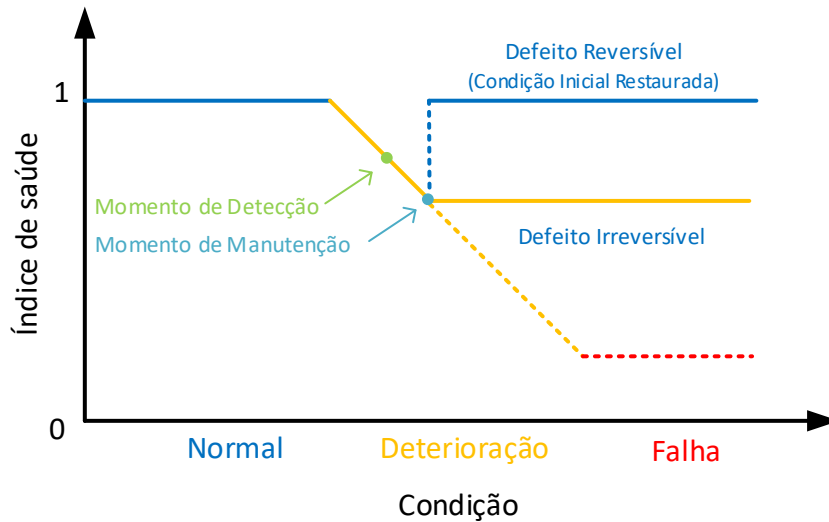 Defeito Reversível
(Condição Inicial Restaurada)
1
Momento de Detecção
Momento de Manutenção
Defeito Irreversível
Índice de saúde
0
Normal
Deterioração
Falha
Condição